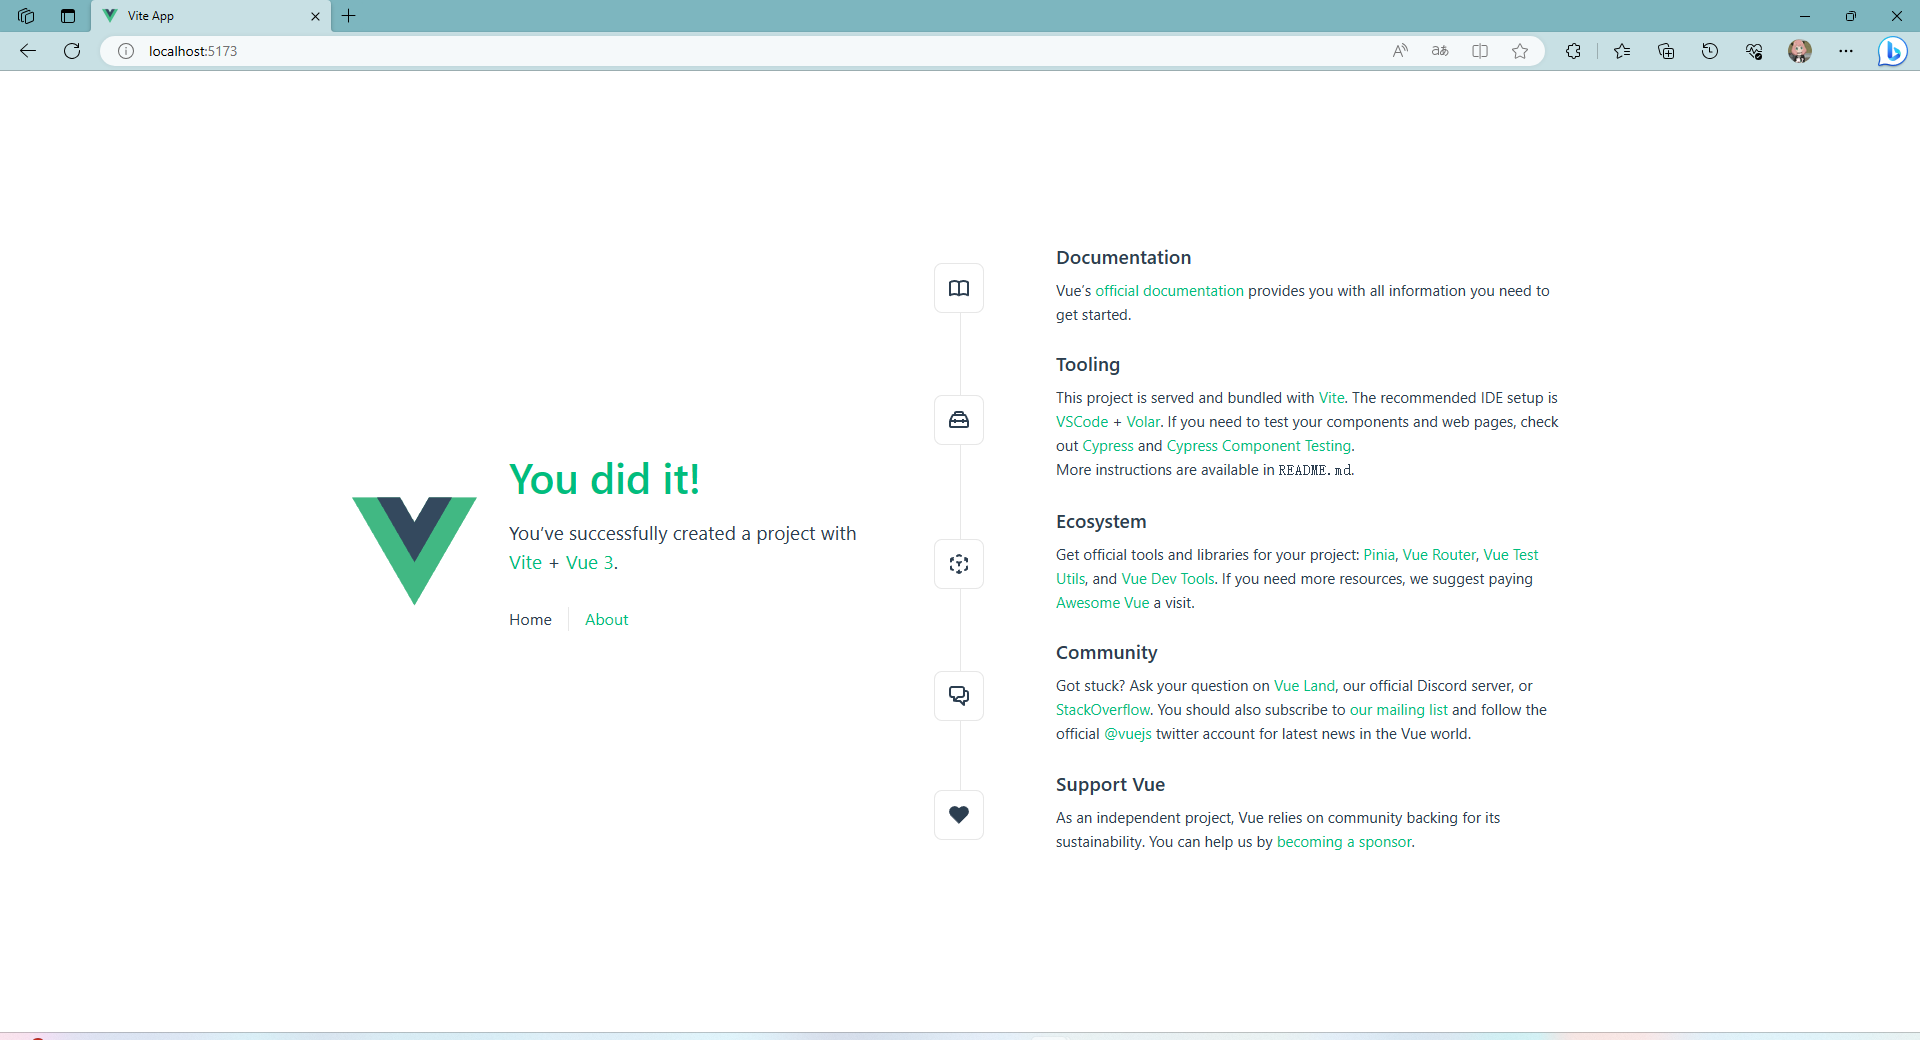 Vite App
localhost:5173
You did it!
You’ve successfully created a project with
Vite + Vue 3.
Home
About
Documentation
Vue’s official documentation provides you with all information you need to
get started.
Tooling
This project is served and bundled with Vite. The recommended IDE setup is
VSCode + Volar. If you need to test your components and web pages, check
out Cypress and Cypress Component Testing.
More instructions are available in README.md.
Ecosystem
Get official tools and libraries for your project: Pinia, Vue Router, Vue Test
Utils, and Vue Dev Tools. If you need more resources, we suggest paying
Awesome Vue a visit.
Community
Got stuck? Ask your question on Vue Land, our official Discord server, or
StackOverflow. You should also subscribe to our mailing list and follow the
official @vuejs twitter account for latest news in the Vue world.
Support Vue
As an independent project, Vue relies on community backing for its
sustainability. You can help us by becoming a sponsor.